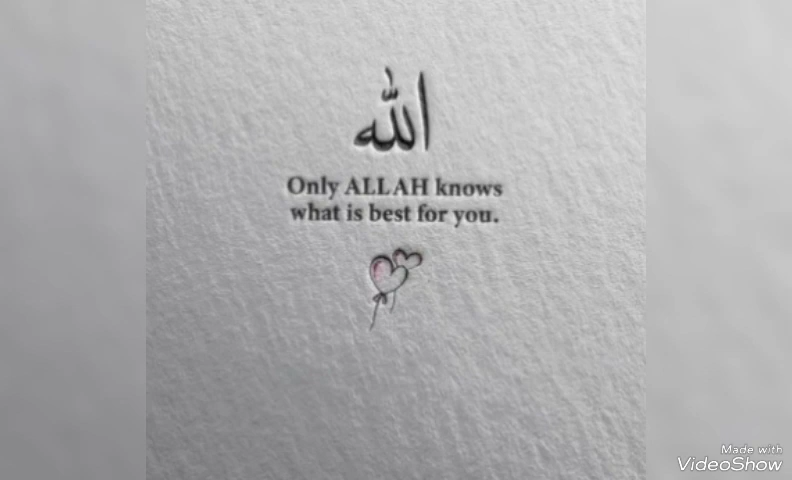 الله
Only ALLAH knows
what is best for you.
Made with
VideoShow